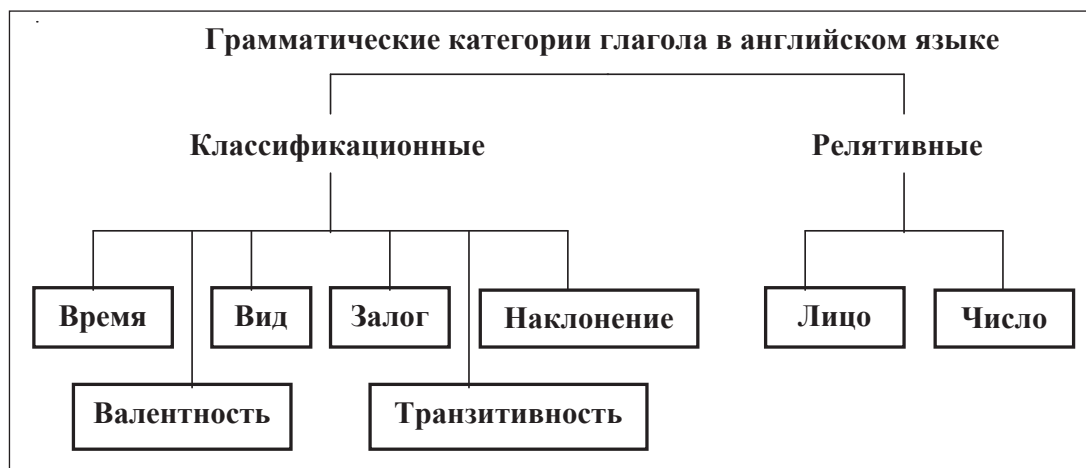 Грамматические категории глагола в английском языке
Классификационные
Релятивные
Время
Вид
Залог
Наклонение
Лицо
Число
Валентность
Транзитивность